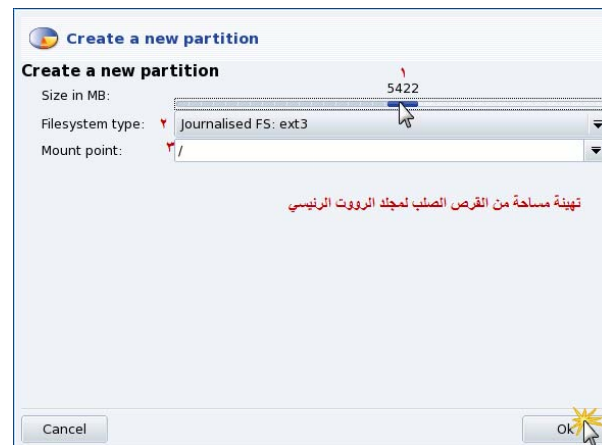 Create a new partition
Create a new partition
١
Size in MB: 5422
Filesystem type: ٢ Journalised FS: ext3
Mount point: ٣ /
تهيئة مساحة من القرص الصلب لمجلد الرووت الرئيسي
Cancel Ok